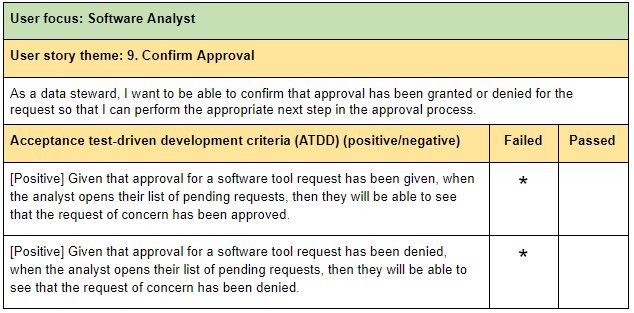 User focus: Software Analyst
User story theme: 9. Confirm Approval
As a data steward, I want to be able to confirm that approval has been granted or denied for the
request so that I can perform the appropriate next step in the approval process.
Acceptance test-driven development criteria (ATDD) (positive/negative) Failed Passed
[Positive] Given that approval for a software tool request has been given, when
the analyst opens their list of pending requests, then they will be able to see
that the request of concern has been approved.
*
[Positive] Given that approval for a software tool request has been denied,
when the analyst opens their list of pending requests, then they will be able to
see that the request of concern has been denied.
*